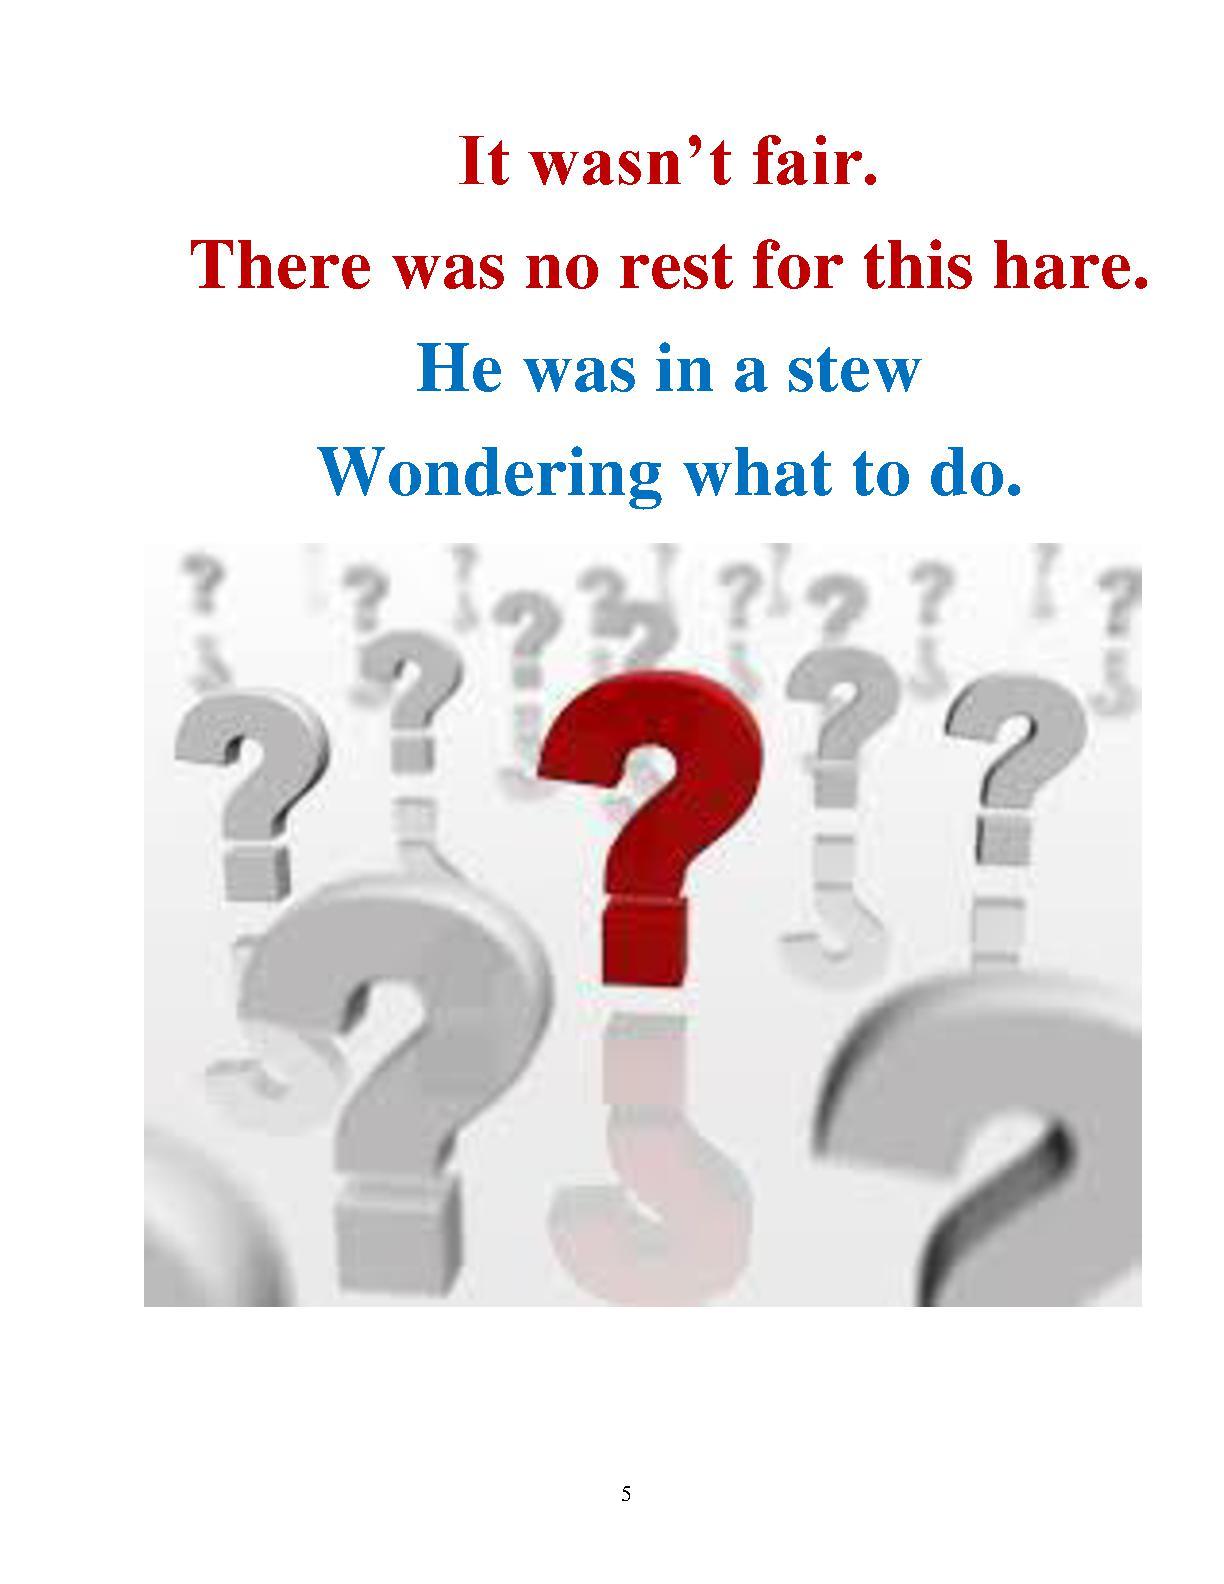 It wasn’t fair.
There was no rest for this hare.
He was in a stew
Wondering what to do.
5